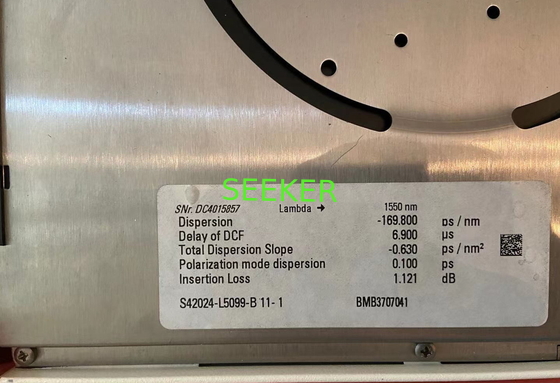 SEEKER
SNr. DC4015857 Lambda → 1550 nm
Dispersion -169.800 ps / nm
Delay of DCF 6.900 µs
Total Dispersion Slope -0.630 ps / nm²
Polarization mode dispersion 0.100 ps
Insertion Loss 1.121 dB
S42024-L5099-B 11- 1 BMB3707041